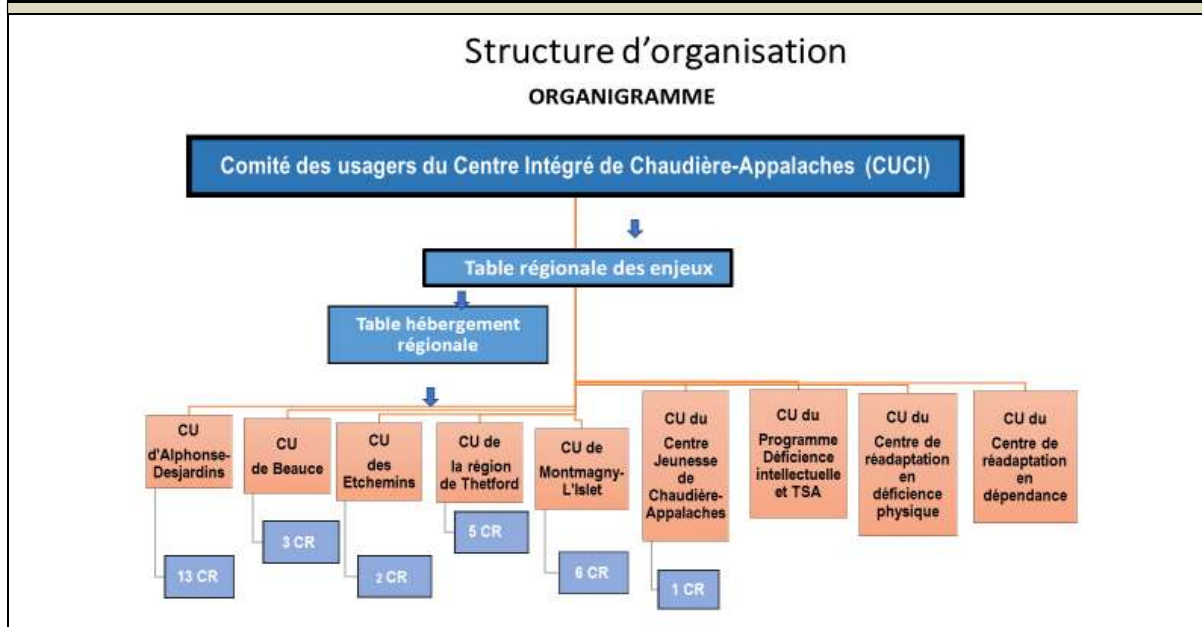 Structure d'organisation
ORGANIGRAMME
Comité des usagers du Centre Intégré de Chaudière-Appalaches (CUCI)
Table régionale des enjeux
Table hébergement
régionale
CU
d'Alphonse-
Desjardins
13 CR
CU
de Beauce
3 CR
CU
des
Etchemins
2 CR
CU de
la région
de Thetford
5 CR
CU de
Montmagny-
L'Islet
6 CR
CU du
Centre
Jeunesse
de
Chaudière-
Appalaches
1 CR
CU du
Programme
Déficience
intellectuelle
et TSA
CU du
Centre de
réadaptation
en
déficience
physique
CU du
Centre de
réadaptation
en
dépendance